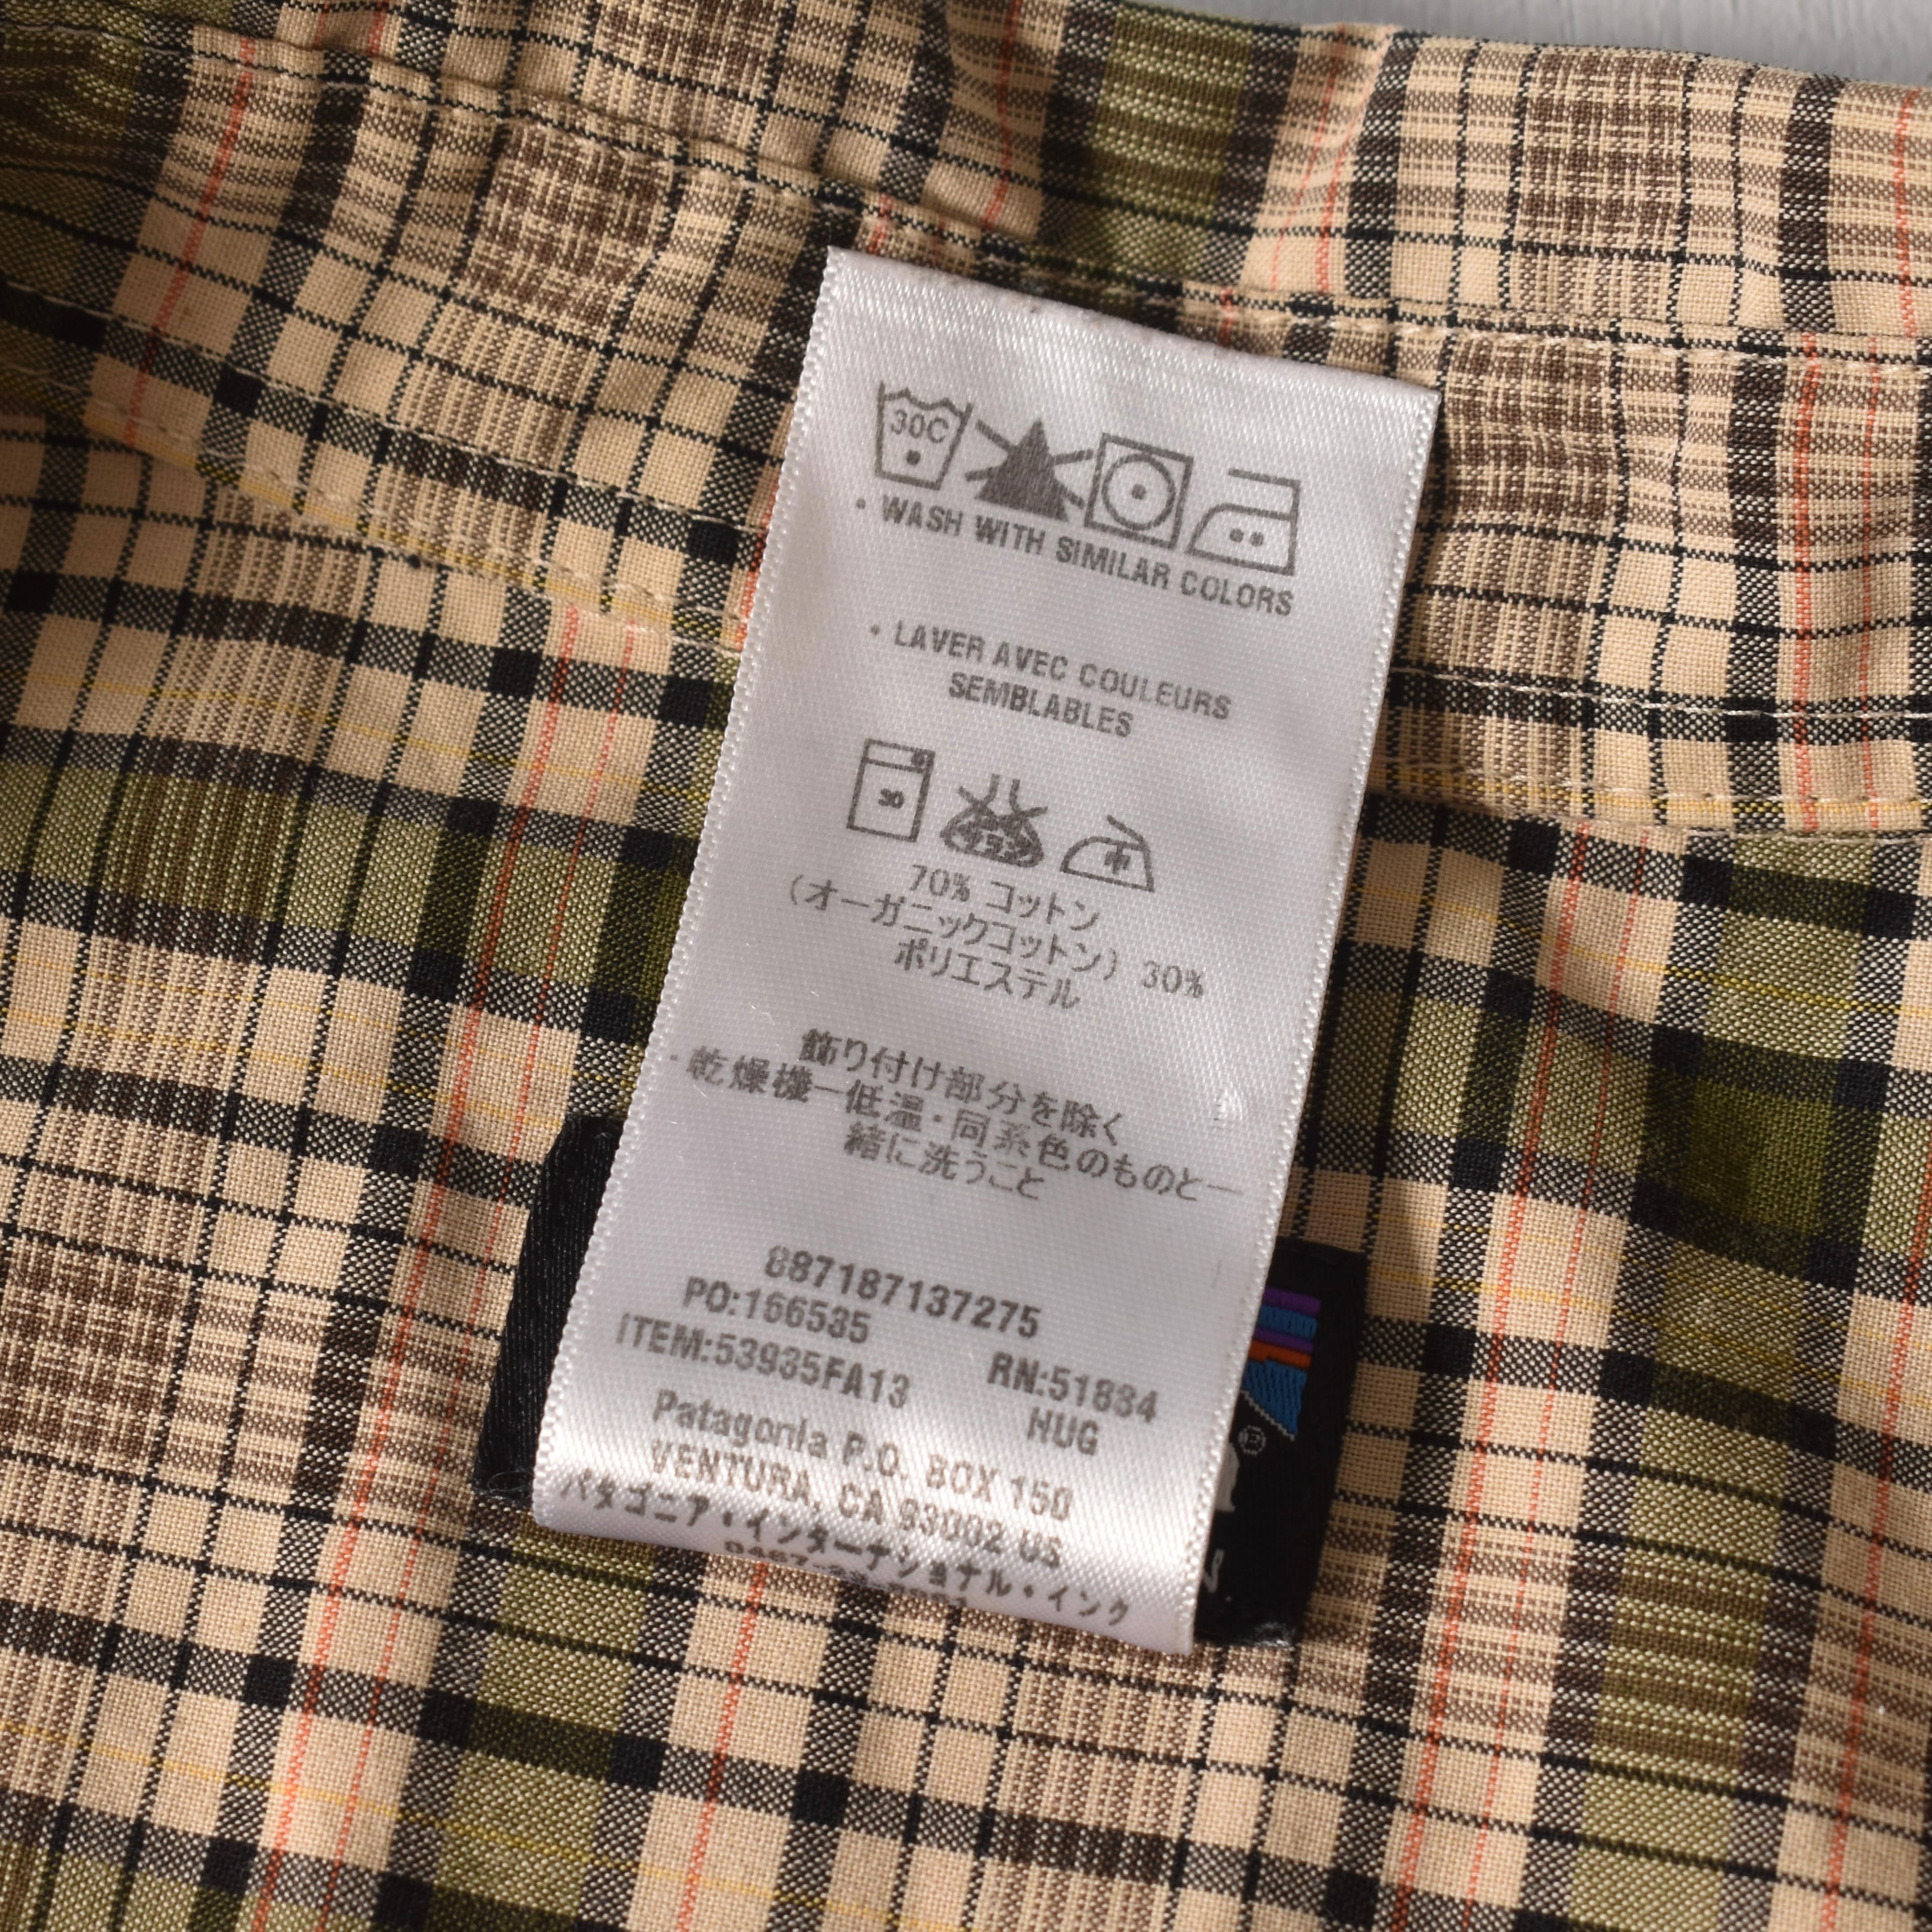 30C
• WASH WITH SIMILAR COLORS
• LAVER AVEC COULEURS
SEMBLABLES
30
中
70% コットン
(オーガニックコットン) 30%
ポリエステル
飾り付け部分を除く
・乾燥機ー低温・同系色のものと一
緒に洗うこと
887187137275
PO:166535
ITEM:53935FA13
RN:51884
HUG
Patagonia P.O. BOX 150
VENTURA, CA 93002 US
パタゴニア・インターナショナル・インク